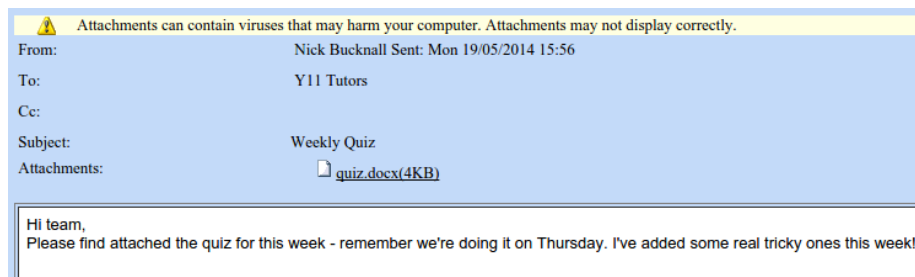 Attachments can contain viruses that may harm your computer. Attachments may not display correctly.
From: Nick Bucknall Sent: Mon 19/05/2014 15:56
To: Y11 Tutors
Cc:
Subject: Weekly Quiz
Attachments: quiz.docx(4KB)
Hi team,
Please find attached the quiz for this week - remember we're doing it on Thursday. I've added some real tricky ones this week!